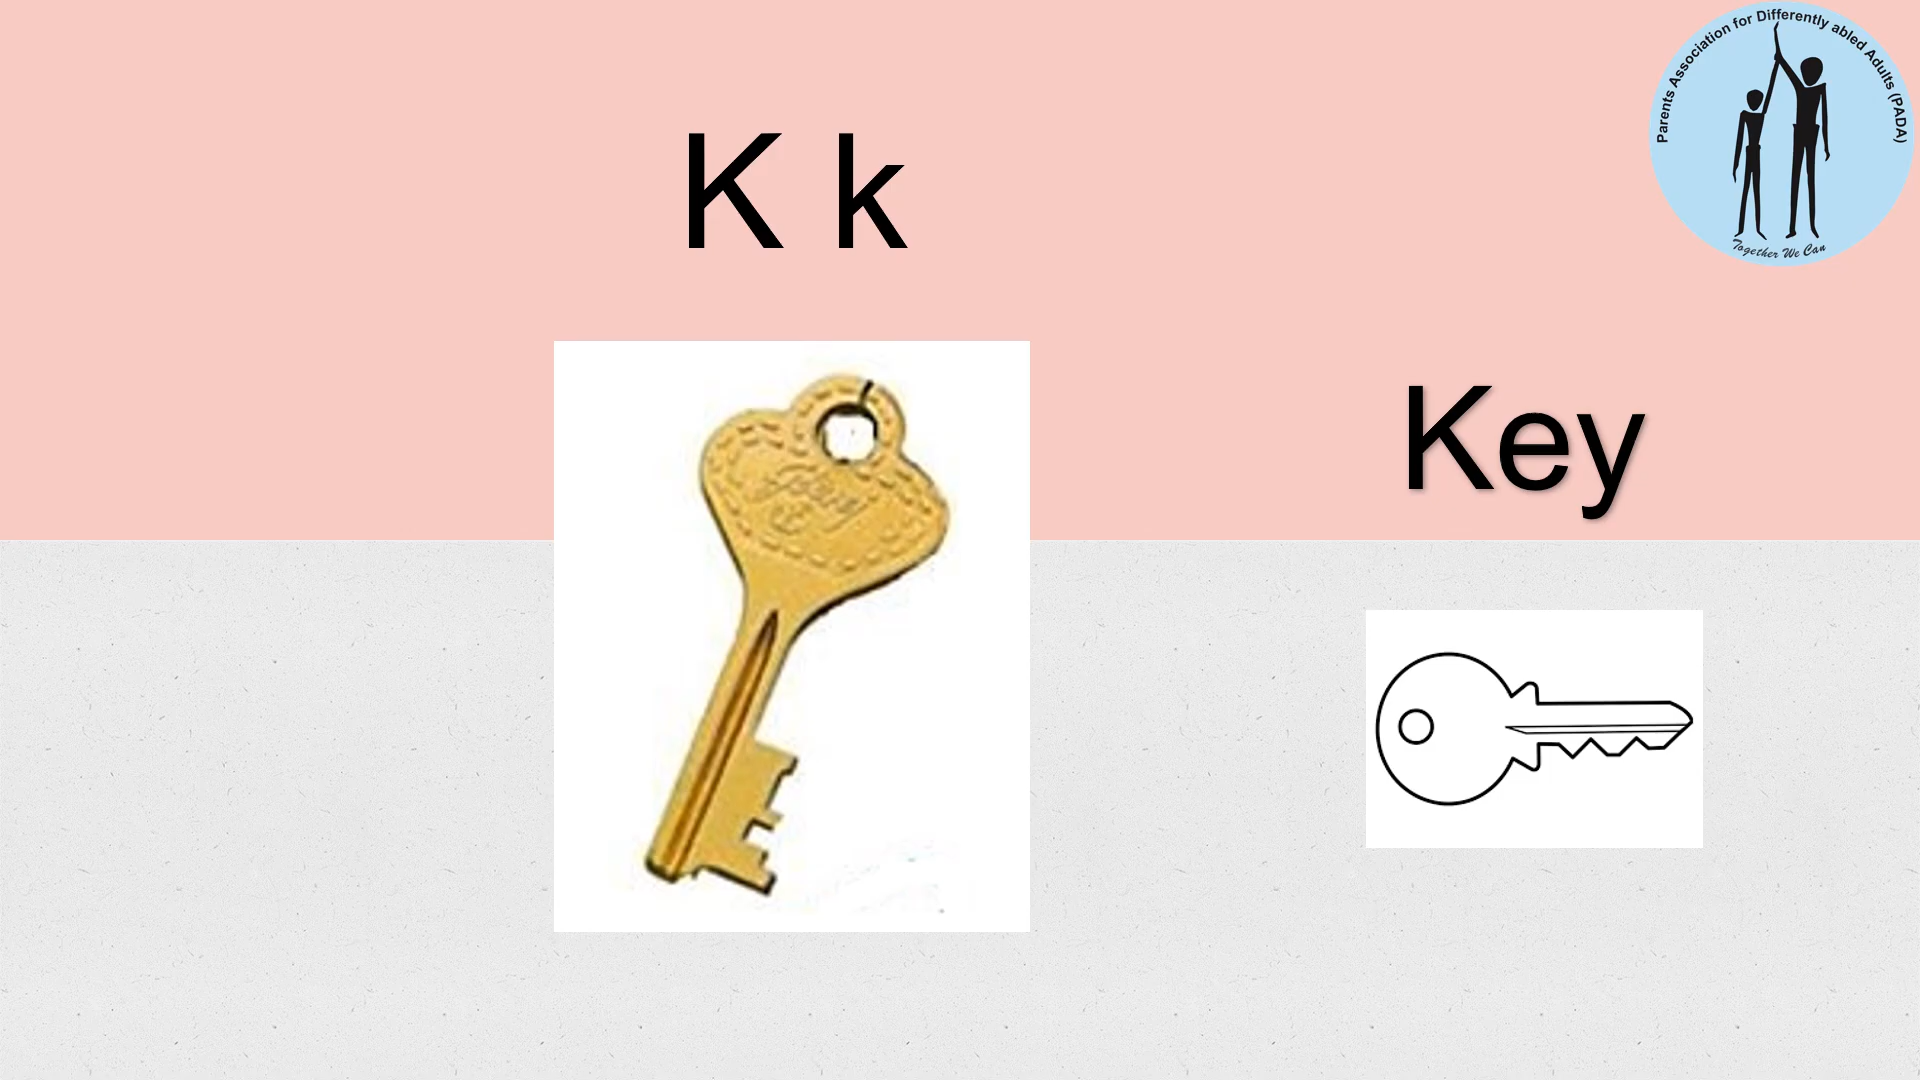 Parents Association for Differently abled Adults (PADA)
Together We Can
K k
Key